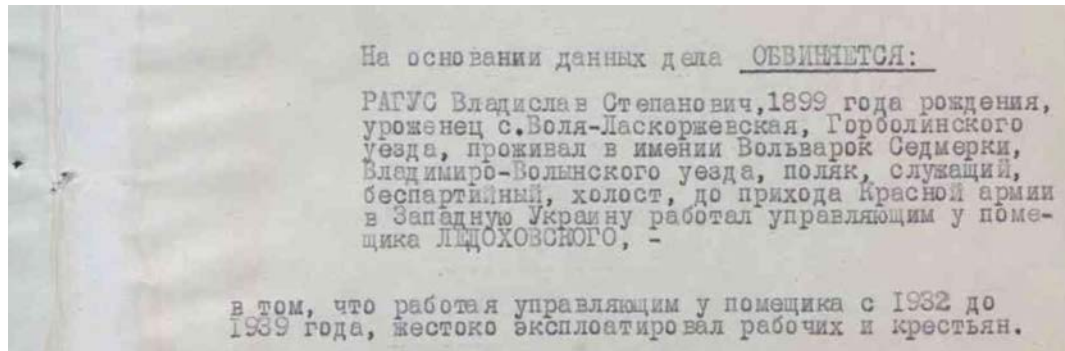 На основании данных дела ОБВИНЯЕТСЯ:
РАГУС Владислав Степанович,1899 года рождения,
уроженец с.Воля-Ласкоржевская, Горболинского
уезда, проживал в имении Вольварок Седмерки,
Владимиро-Волынского уезда, поляк, служащий,
беспартийный, холост, до прихода Красной армии
в Западную Украину работал управляющим у поме-
щика ЛЕДОХОВСКОГО, -
в том, что работая управляющим у помещика с 1932 до
1939 года, жестоко эксплоатировал рабочих и крестьян.